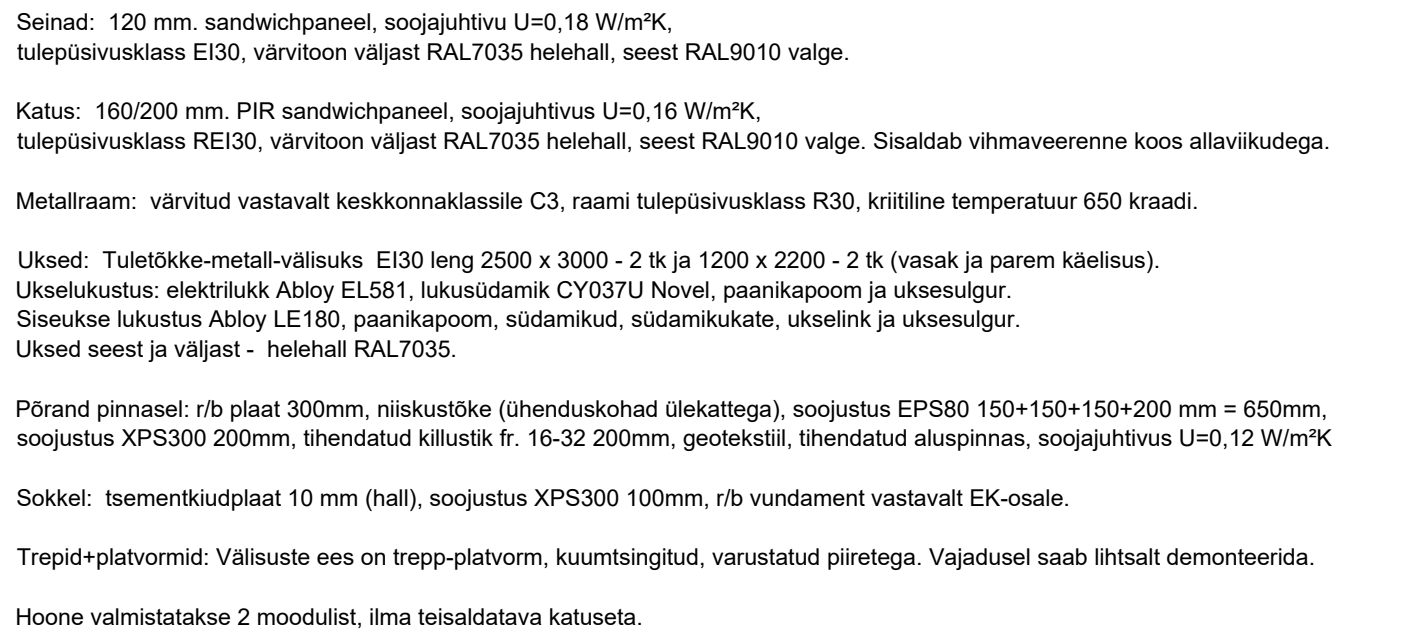 Seinad:  120 mm. sandwichpaneel, soojajuhtivu U=0,18 W/m²K,
tulepüsivusklass EI30, värvitoon väljast RAL7035 helehall, seest RAL9010 valge.
Katus:  160/200 mm. PIR sandwichpaneel, soojajuhtivus U=0,16 W/m²K,
tulepüsivusklass REI30, värvitoon väljast RAL7035 helehall, seest RAL9010 valge. Sisaldab vihmaveerenne koos allaviikudega.
Metallraam:  värvitud vastavalt keskkonnaklassile C3, raami tulepüsivusklass R30, kriitiline temperatuur 650 kraadi.
Uksed:  Tuletõkke-metall-välisuks  EI30 leng 2500 x 3000 - 2 tk ja 1200 x 2200 - 2 tk (vasak ja parem käelisus).
Ukselukustus: elektrilukk Abloy EL581, lukusüdamik CY037U Novel, paanikapoom ja uksesulgur.
Siseukse lukustus Abloy LE180, paanikapoom, südamikud, südamikukate, ukselink ja uksesulgur.
Uksed seest ja väljast -  helehall RAL7035.
Põrand pinnasel: r/b plaat 300mm, niiskustõke (ühenduskohad ülekattega), soojustus EPS80 150+150+150+200 mm = 650mm,
soojustus XPS300 200mm, tihendatud killustik fr. 16-32 200mm, geotekstiil, tihendatud aluspinnas, soojajuhtivus U=0,12 W/m²K
Sokkel:  tsementkiudplaat 10 mm (hall), soojustus XPS300 100mm, r/b vundament vastavalt EK-osale.
Trepid+platvormid: Välisuste ees on trepp-platvorm, kuumtsingitud, varustatud piiretega. Vajadusel saab lihtsalt demonteerida.
Hoone valmistatakse 2 moodulist, ilma teisaldatava katuseta.